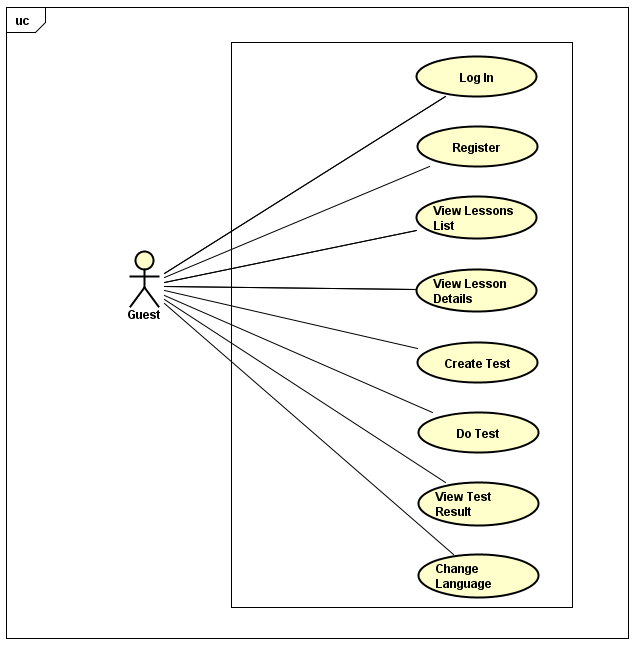 uc
Log In
Register
View Lessons
List
View Lesson
Details
Guest
Create Test
Do Test
View Test
Result
Change
Language